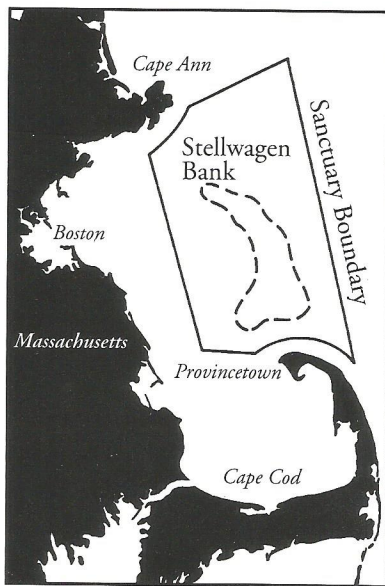 Cape Ann
Sanctuary Boundary
Stellwagen
Bank
Boston
Massachusetts
Provincetown
Cape Cod